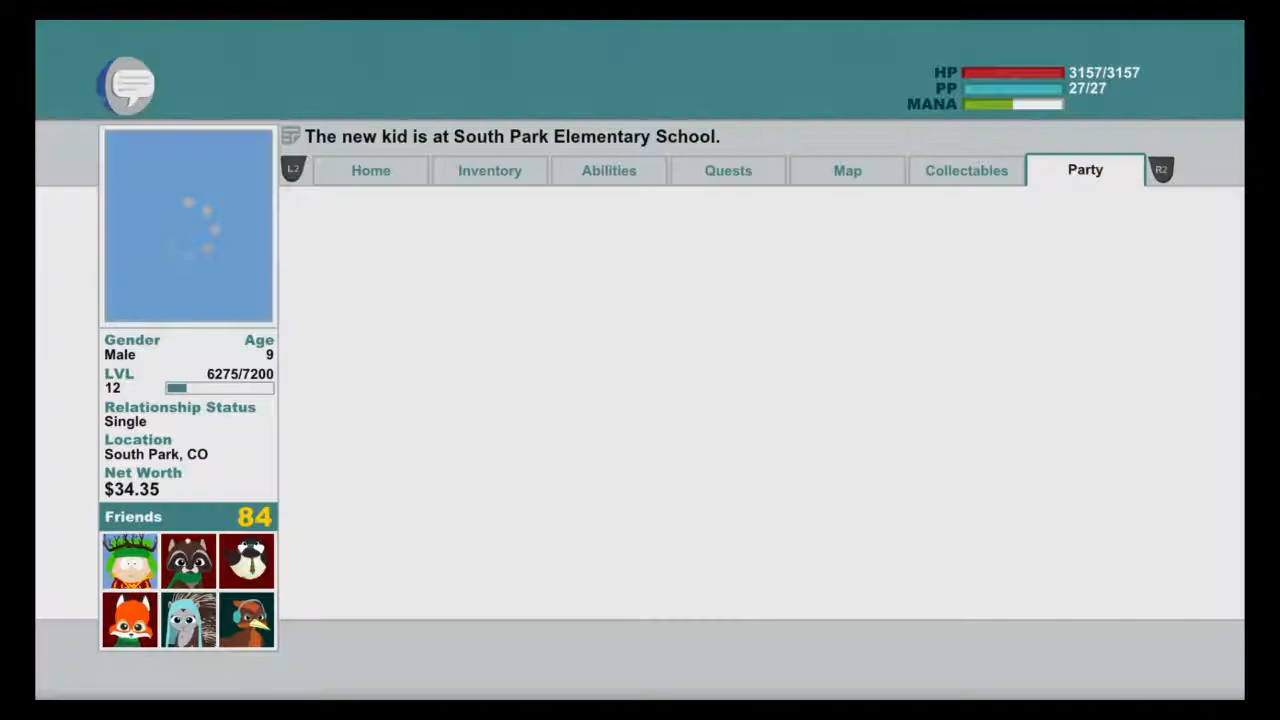 HP 3157/3157
PP 27/27
MANA
The new kid is at South Park Elementary School.
L2 Home Inventory Abilities Quests Map Collectables Party R2
Gender Age
Male 9
LVL 6275/7200
12
Relationship Status
Single
Location
South Park, CO
Net Worth
$34.35
Friends 84